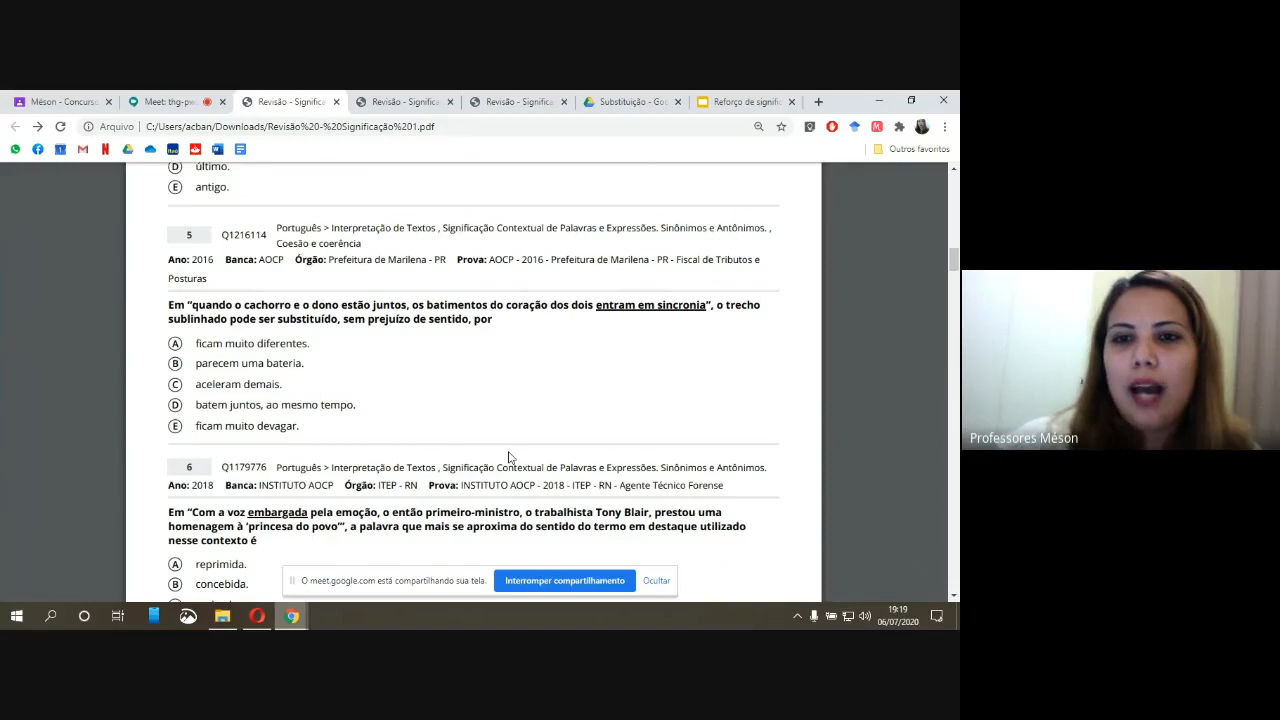 Méson - Concurs
Meet: thg-pw
Revisão - Significa
Revisão - Significa
Revisão - Significa
Substituição - Goo
Reforço de signific
Arquivo | C:/Users/acban/Downloads/Revisão%20-%20Significação%201.pdf
Itaú
Outros favoritos
D último.
E antigo.
5 Q1216114 Português > Interpretação de Textos , Significação Contextual de Palavras e Expressões. Sinônimos e Antônimos. ,
Coesão e coerência
Ano: 2016 Banca: AOCP Órgão: Prefeitura de Marilena - PR Prova: AOCP - 2016 - Prefeitura de Marilena - PR - Fiscal de Tributos e
Posturas
Em “quando o cachorro e o dono estão juntos, os batimentos do coração dos dois entram em sincronia”, o trecho
sublinhado pode ser substituído, sem prejuízo de sentido, por
A ficam muito diferentes.
B parecem uma bateria.
C aceleram demais.
D batem juntos, ao mesmo tempo.
E ficam muito devagar.
6 Q1179776 Português > Interpretação de Textos , Significação Contextual de Palavras e Expressões. Sinônimos e Antônimos.
Ano: 2018 Banca: INSTITUTO AOCP Órgão: ITEP - RN Prova: INSTITUTO AOCP - 2018 - ITEP - RN - Agente Técnico Forense
Em “Com a voz embargada pela emoção, o então primeiro-ministro, o trabalhista Tony Blair, prestou uma
homenagem à ‘princesa do povo’”, a palavra que mais se aproxima do sentido do termo em destaque utilizado
nesse contexto é
A reprimida.
B concebida.
O meet.google.com está compartilhando sua tela.
Interromper compartilhamento
Ocultar
19:19
06/07/2020
Professores Méson